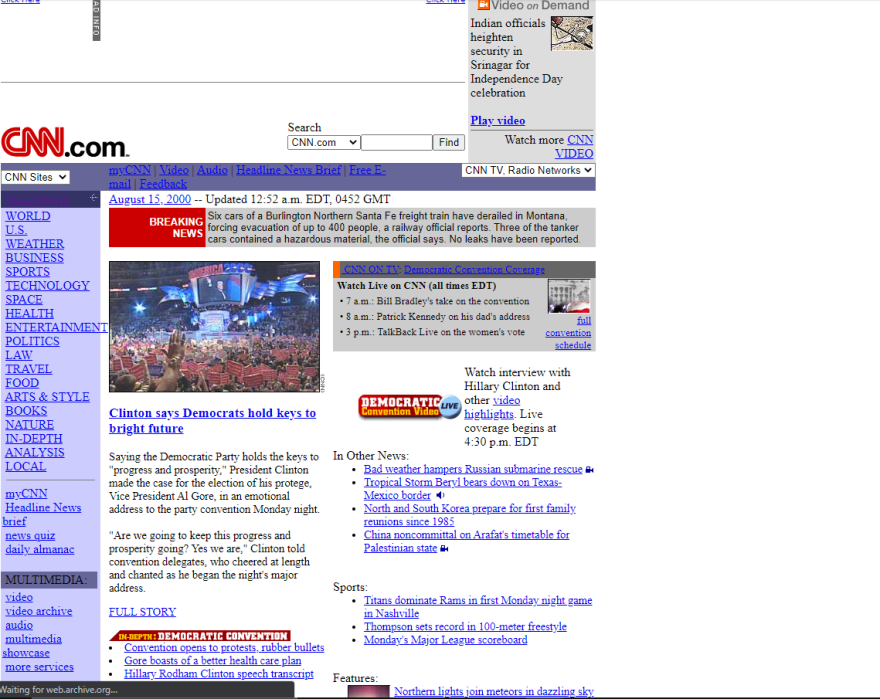 Click Here
Click Here
AD INFO
Video on Demand
Indian officials
heighten
security in
Srinagar for
Independence Day
celebration
Play video
Watch more CNN
VIDEO
CNN.com
Search
CNN.com
Find
CNN Sites
myCNN | Video | Audio | Headline News Brief | Free E-
mail | Feedback
CNN TV, Radio Networks
WORLD
U.S.
WEATHER
BUSINESS
SPORTS
TECHNOLOGY
SPACE
HEALTH
ENTERTAINMENT
POLITICS
LAW
TRAVEL
FOOD
ARTS & STYLE
BOOKS
NATURE
IN-DEPTH
ANALYSIS
LOCAL
myCNN
Headline News
brief
news quiz
daily almanac
MULTIMEDIA:
video
video archive
audio
multimedia
showcase
more services
August 15, 2000 -- Updated 12:52 a.m. EDT, 0452 GMT
BREAKING
NEWS
Six cars of a Burlington Northern Santa Fe freight train have derailed in Montana,
forcing evacuation of up to 400 people, a railway official reports. Three of the tanker
cars contained a hazardous material, the official says. No leaks have been reported.
AMERICA
(CNN)
Clinton says Democrats hold keys to
bright future
Saying the Democratic Party holds the keys to
"progress and prosperity," President Clinton
made the case for the election of his protege,
Vice President Al Gore, in an emotional
address to the party convention Monday night.
"Are we going to keep this progress and
prosperity going? Yes we are," Clinton told
convention delegates, who cheered at length
and chanted as he began the night's major
address.
FULL STORY
IN-DEPTH: DEMOCRATIC CONVENTION
• Convention opens to protests, rubber bullets
• Gore boasts of a better health care plan
• Hillary Rodham Clinton speech transcript
CNN ON TV: Democratic Convention Coverage
Watch Live on CNN (all times EDT)
• 7 a.m.: Bill Bradley's take on the convention
• 8 a.m.: Patrick Kennedy on his dad's address
• 3 p.m.: TalkBack Live on the women's vote
full
convention
schedule
DEMOCRATIC
Convention Video
LIVE
Watch interview with
Hillary Clinton and
other video
highlights. Live
coverage begins at
4:30 p.m. EDT
In Other News:
• Bad weather hampers Russian submarine rescue
• Tropical Storm Beryl bears down on Texas-
Mexico border
• North and South Korea prepare for first family
reunions since 1985
• China noncommittal on Arafat's timetable for
Palestinian state
Sports:
• Titans dominate Rams in first Monday night game
in Nashville
• Thompson sets record in 100-meter freestyle
• Monday's Major League scoreboard
Features:
Northern lights join meteors in dazzling sky
Waiting for web.archive.org...